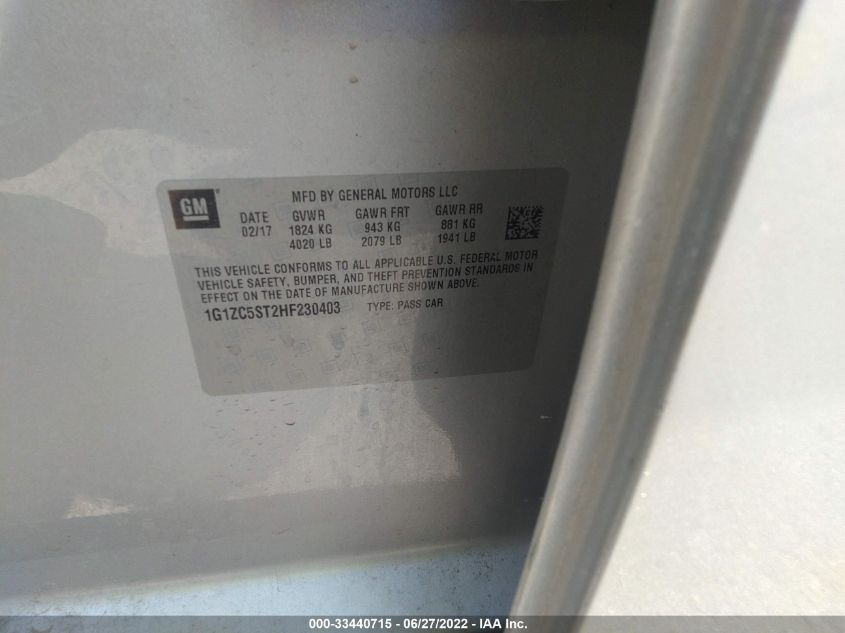 GM ®
MFD BY GENERAL MOTORS LLC
DATE GVWR GAWR FRT GAWR RR
02/17 1824 KG 943 KG 881 KG
4020 LB 2079 LB 1941 LB
THIS VEHICLE CONFORMS TO ALL APPLICABLE U.S. FEDERAL MOTOR
VEHICLE SAFETY, BUMPER, AND THEFT PREVENTION STANDARDS IN
EFFECT ON THE DATE OF MANUFACTURE SHOWN ABOVE.
1G1ZC5ST2HF230403 TYPE: PASS CAR
000-33440715 - 06/27/2022 - IAA Inc.